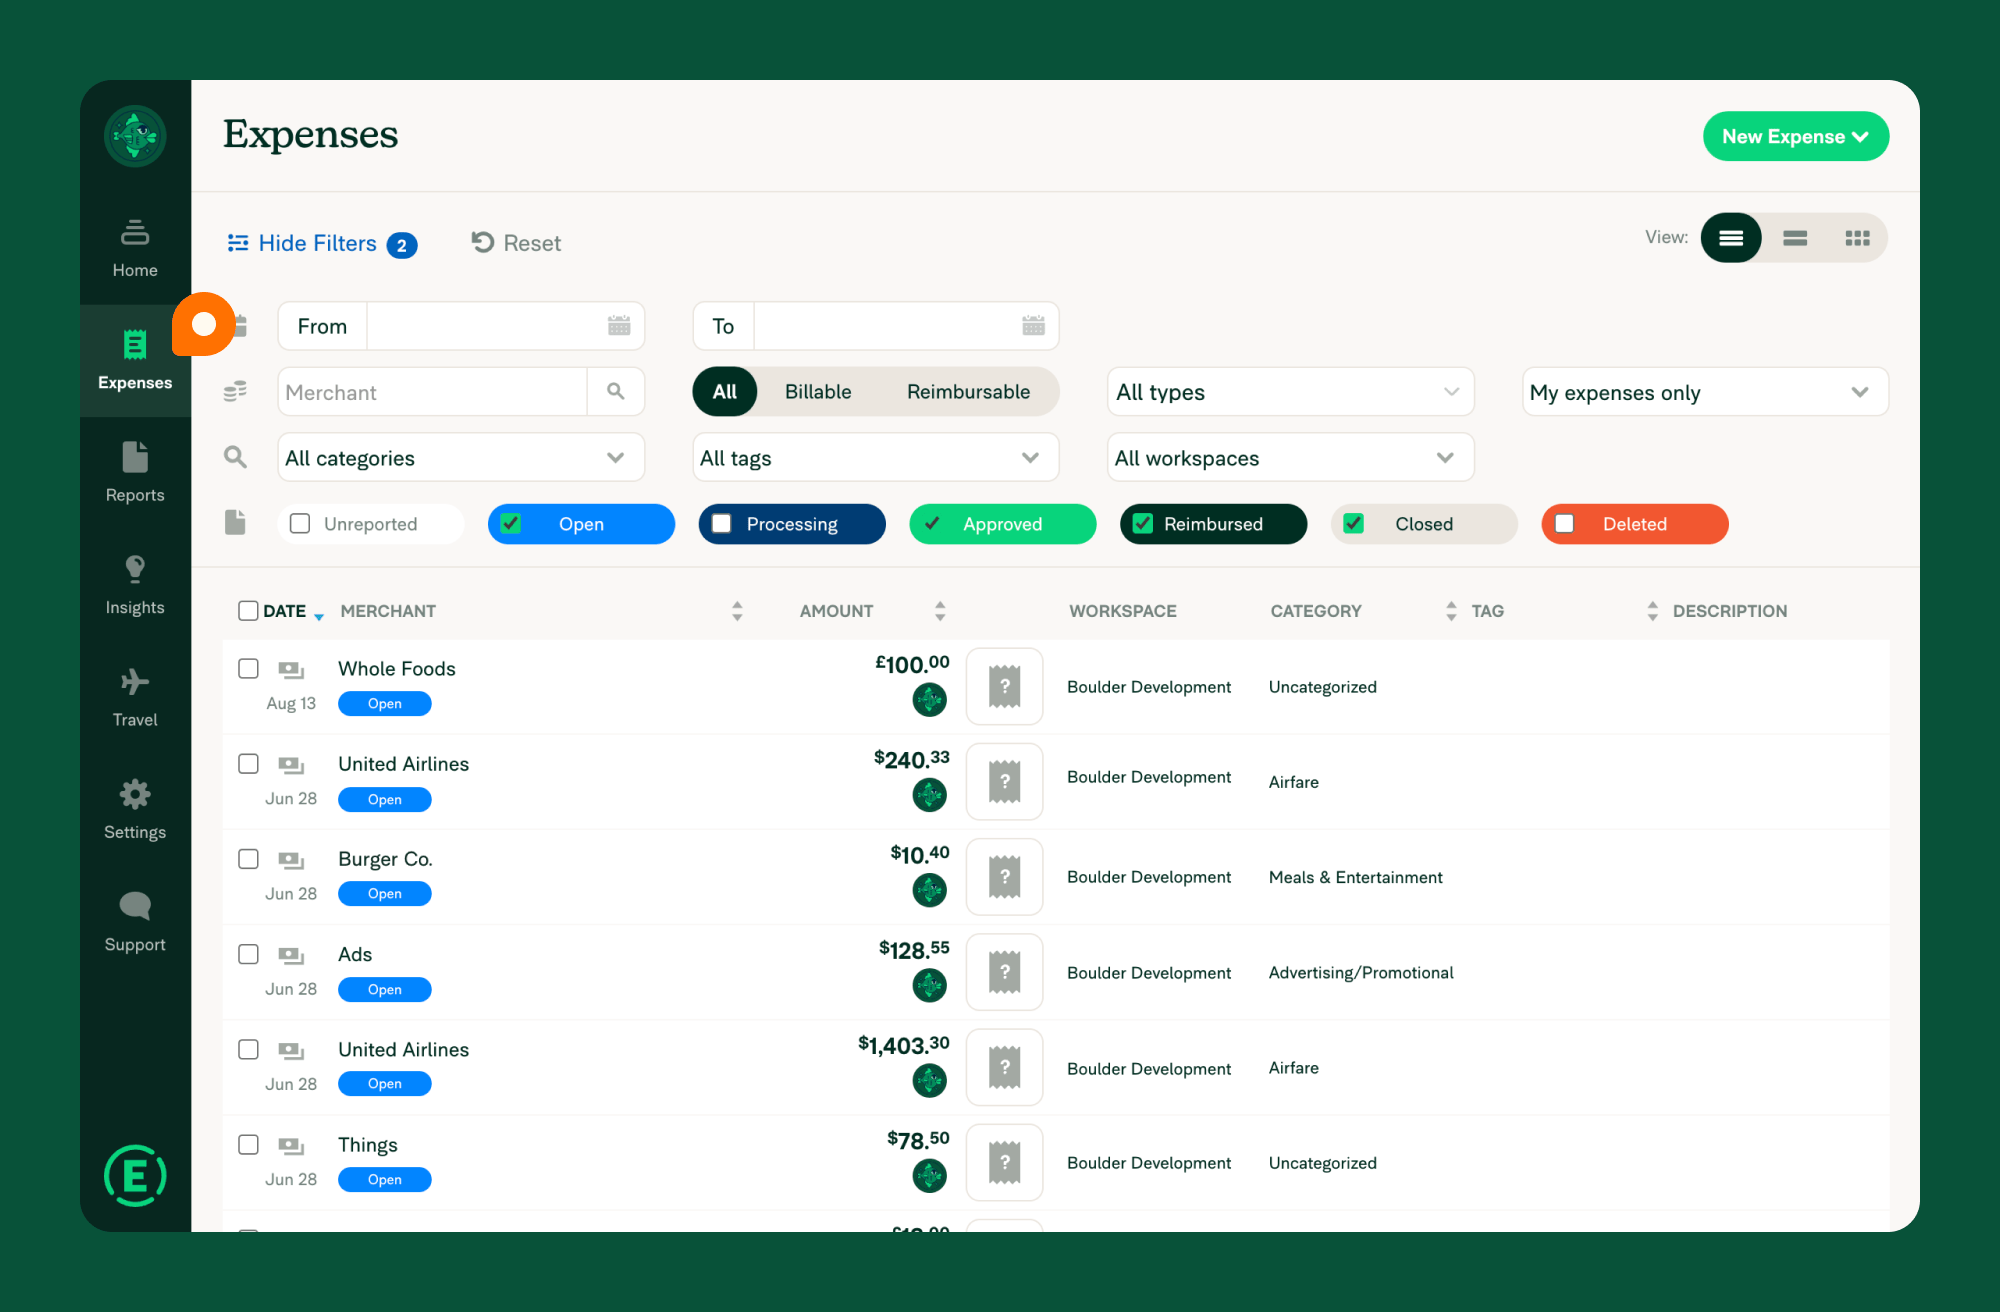 Expenses
New Expense
Hide Filters 2
Reset
View:
Home
Expenses
Reports
Insights
Travel
Settings
Support
E
From
To
Merchant
All Billable Reimbursable
All types
My expenses only
All categories
All tags
All workspaces
Unreported
Open
Processing
Approved
Reimbursed
Closed
Deleted
DATE MERCHANT AMOUNT WORKSPACE CATEGORY TAG DESCRIPTION
Whole Foods £100.00
Aug 13 Open ? Boulder Development Uncategorized
United Airlines $240.33
Jun 28 Open ? Boulder Development Airfare
Burger Co. $10.40
Jun 28 Open ? Boulder Development Meals & Entertainment
Ads $128.55
Jun 28 Open ? Boulder Development Advertising/Promotional
United Airlines $1,403.30
Jun 28 Open ? Boulder Development Airfare
Things $78.50
Jun 28 Open ? Boulder Development Uncategorized